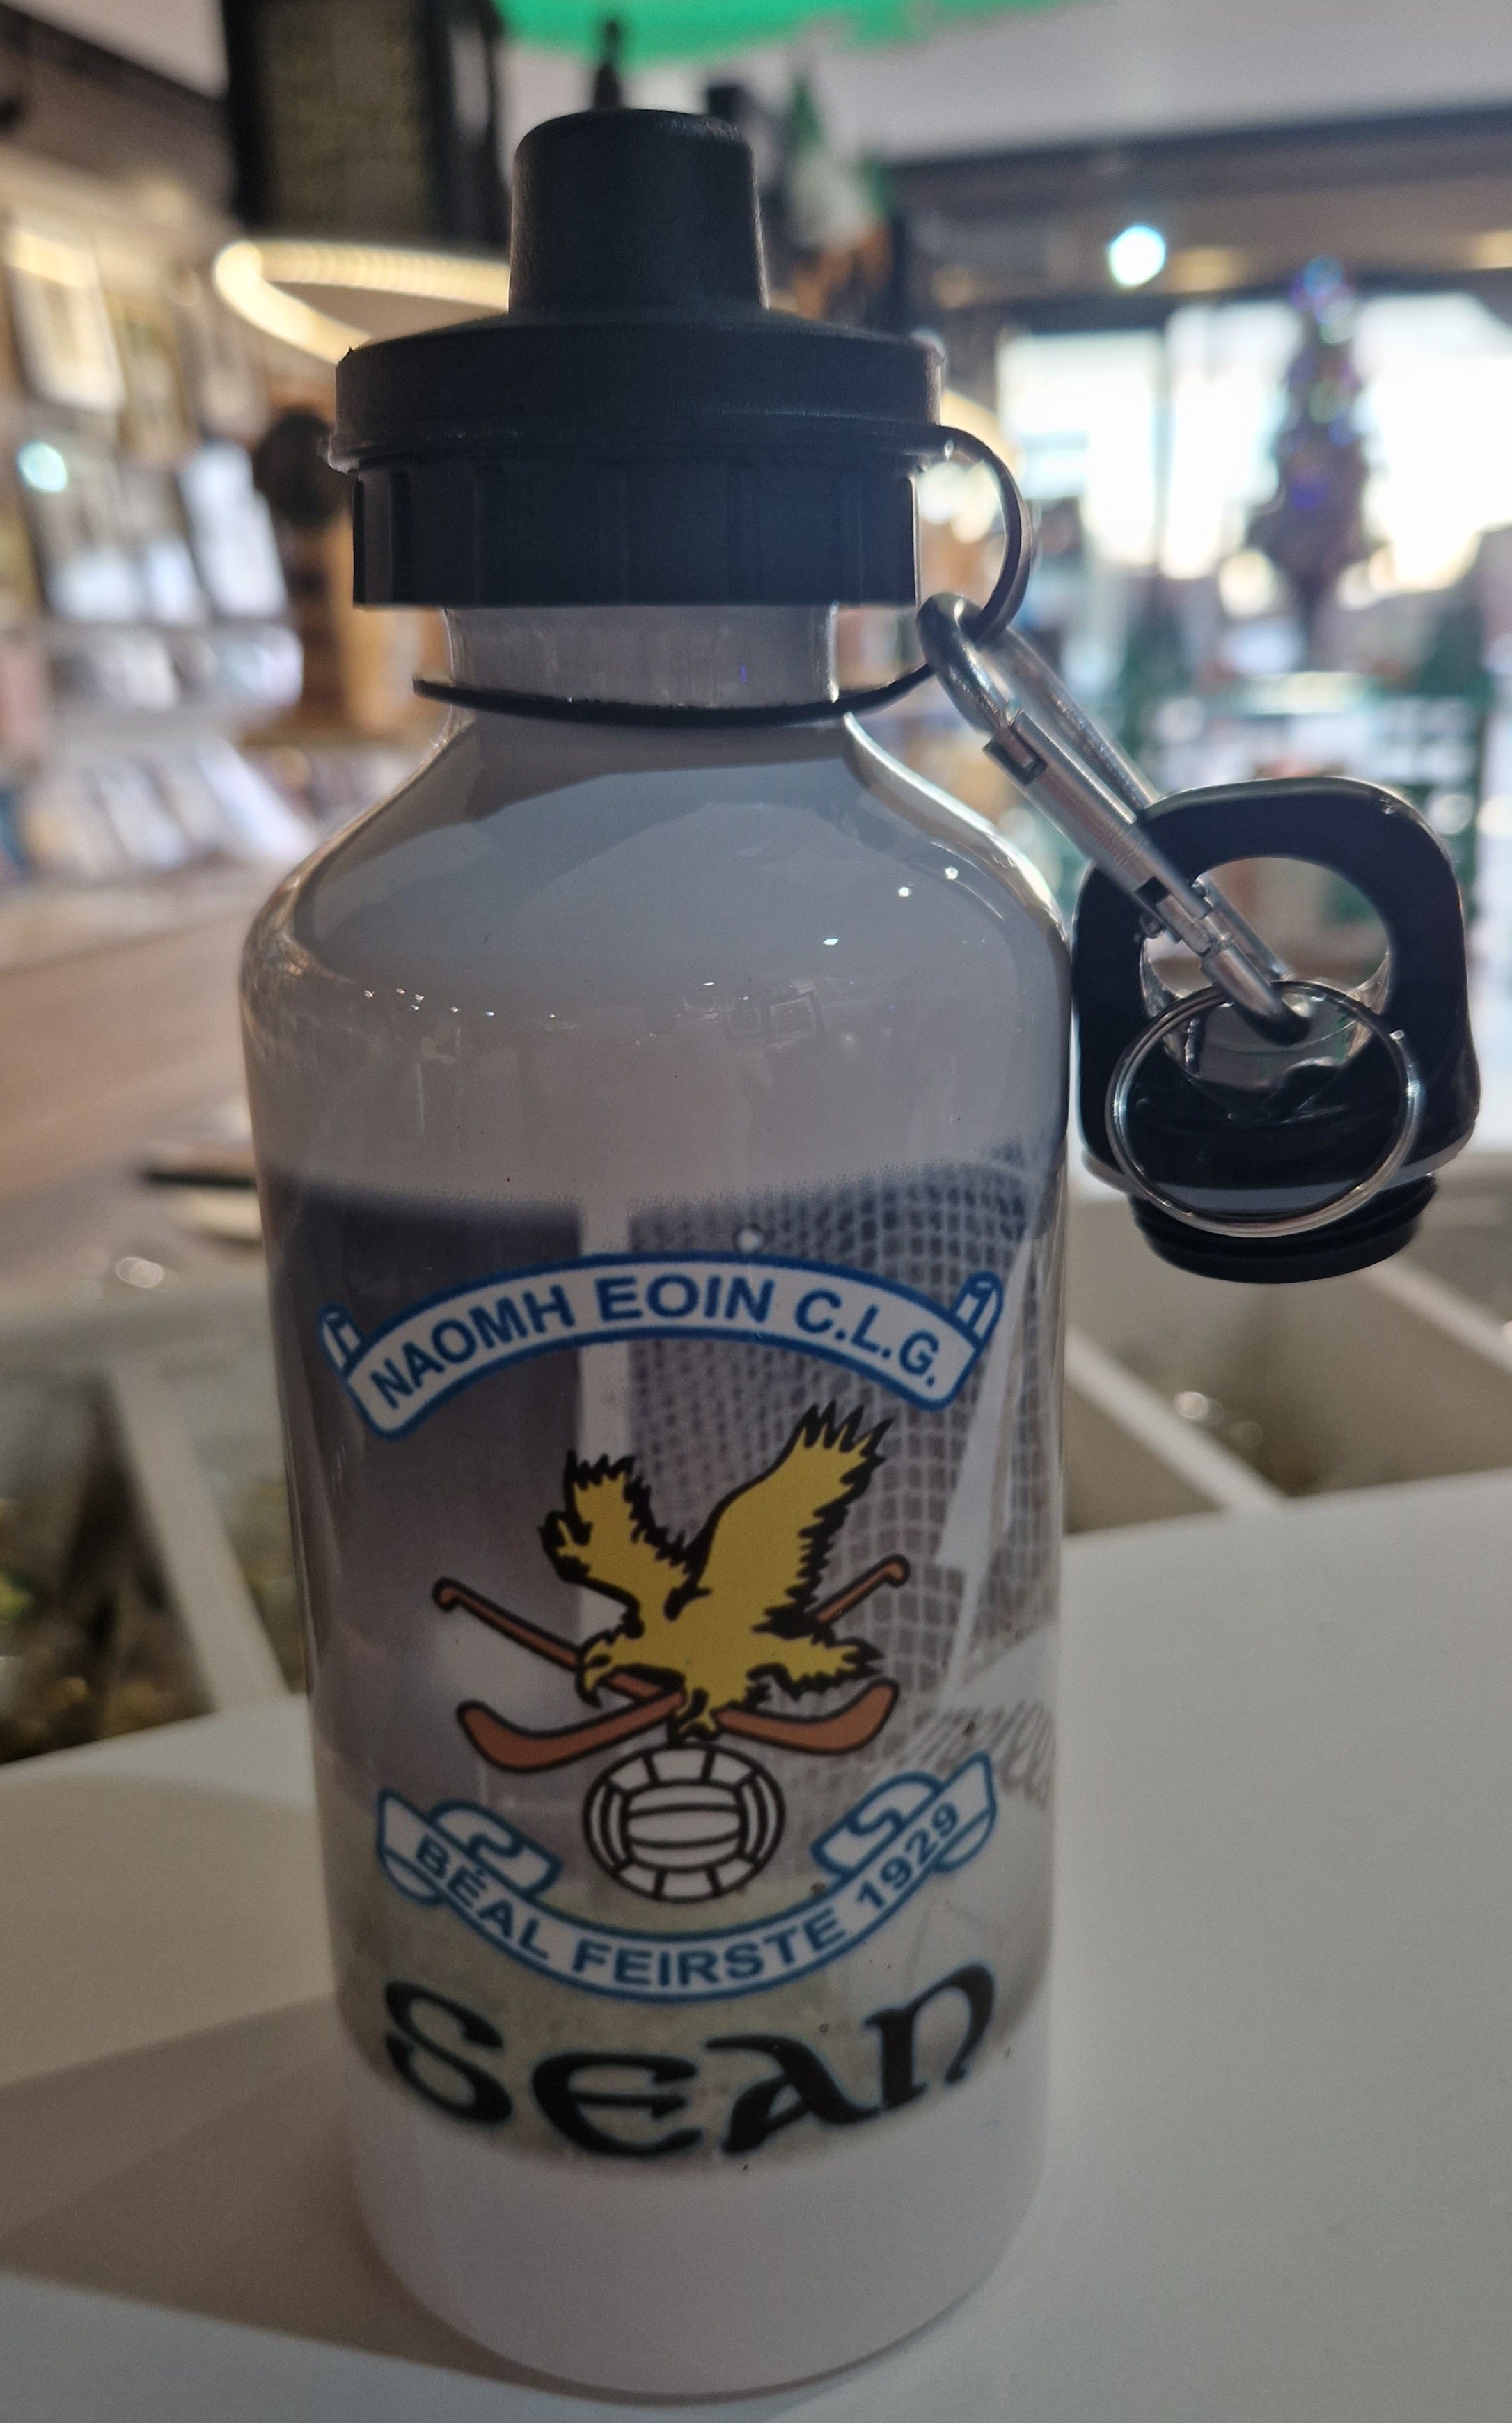 NAOMH EOIN C.L.G.
BÉAL FEIRSTE 1929
SEAN